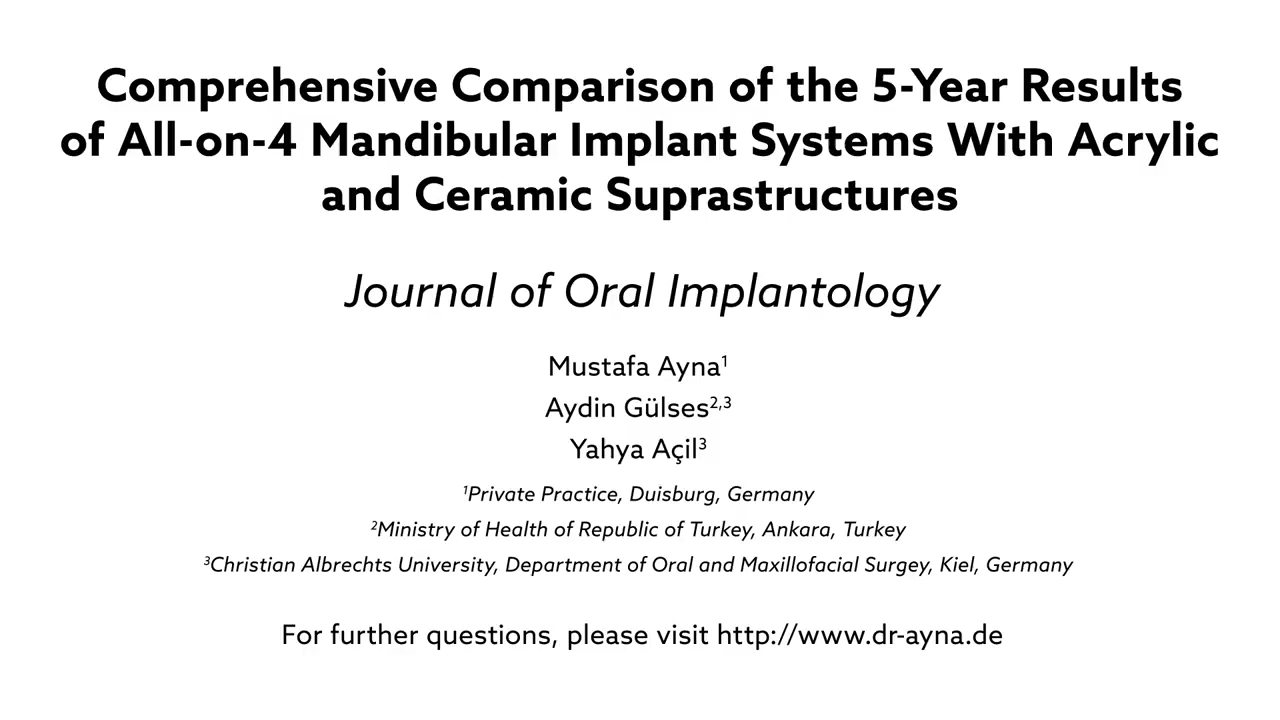 Comprehensive Comparison of the 5-Year Results
of All-on-4 Mandibular Implant Systems With Acrylic
and Ceramic Suprastructures
Journal of Oral Implantology
Mustafa Ayna¹
Aydin Gülses²,³
Yahya Açil³
¹Private Practice, Duisburg, Germany
²Ministry of Health of Republic of Turkey, Ankara, Turkey
³Christian Albrechts University, Department of Oral and Maxillofacial Surgey, Kiel, Germany
For further questions, please visit http://www.dr-ayna.de